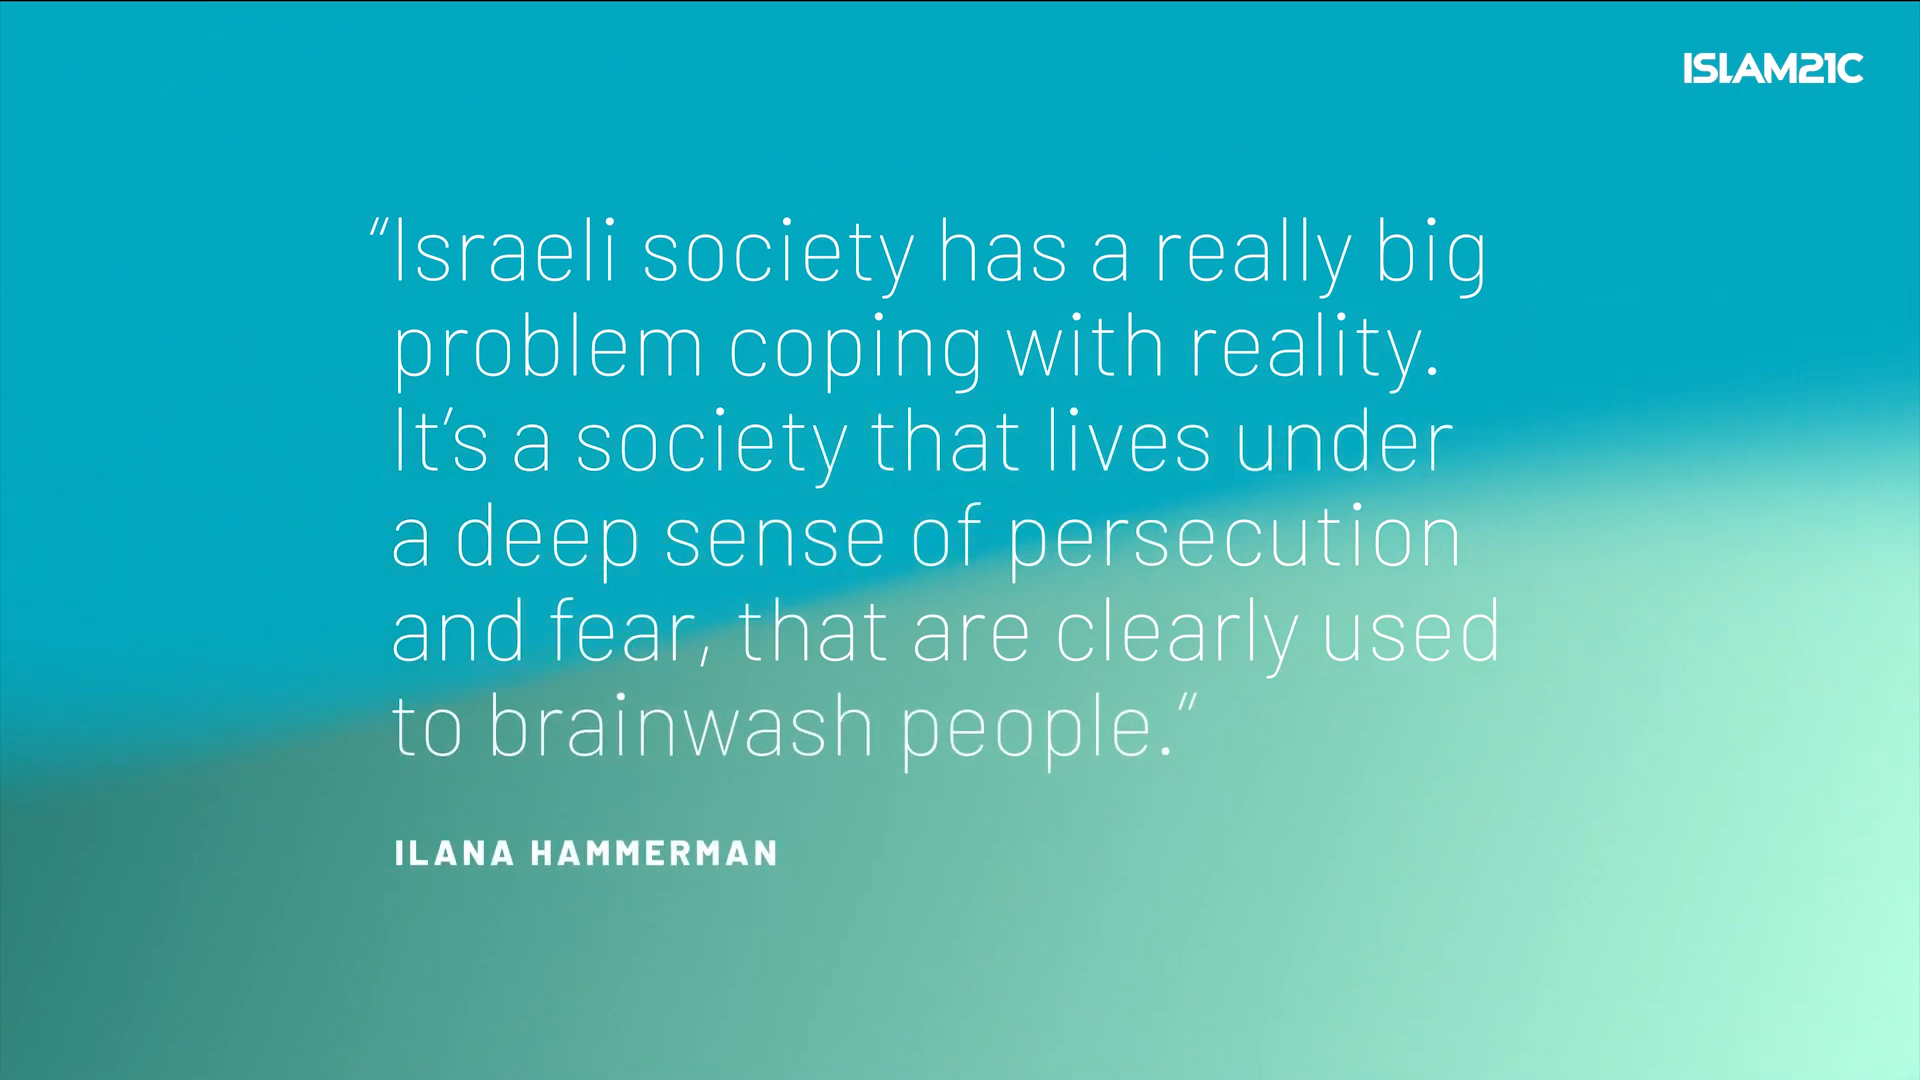 ISLAM21C
“Israeli society has a really big
problem coping with reality.
It’s a society that lives under
a deep sense of persecution
and fear, that are clearly used
to brainwash people.”
ILANA HAMMERMAN